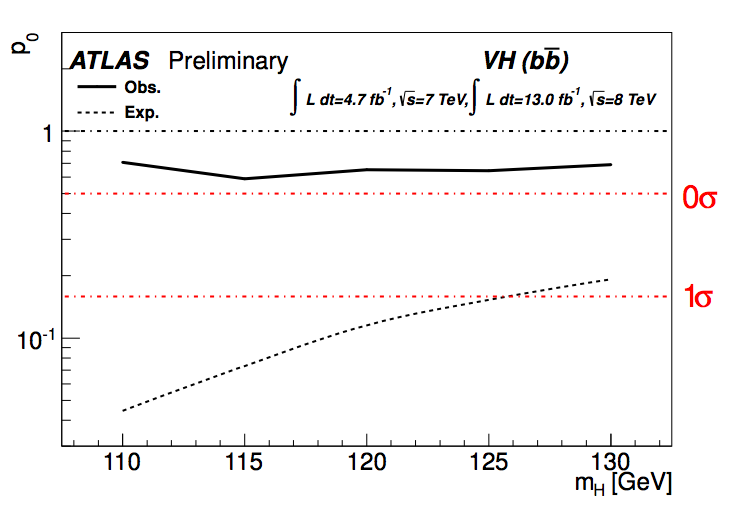 p₀
ATLAS Preliminary VH (bb̅)
Obs. ∫ L dt=4.7 fb⁻¹, √s=7 TeV, ∫ L dt=13.0 fb⁻¹, √s=8 TeV
Exp.
1
0σ
1σ
10⁻¹
110 115 120 125 130
m_H [GeV]